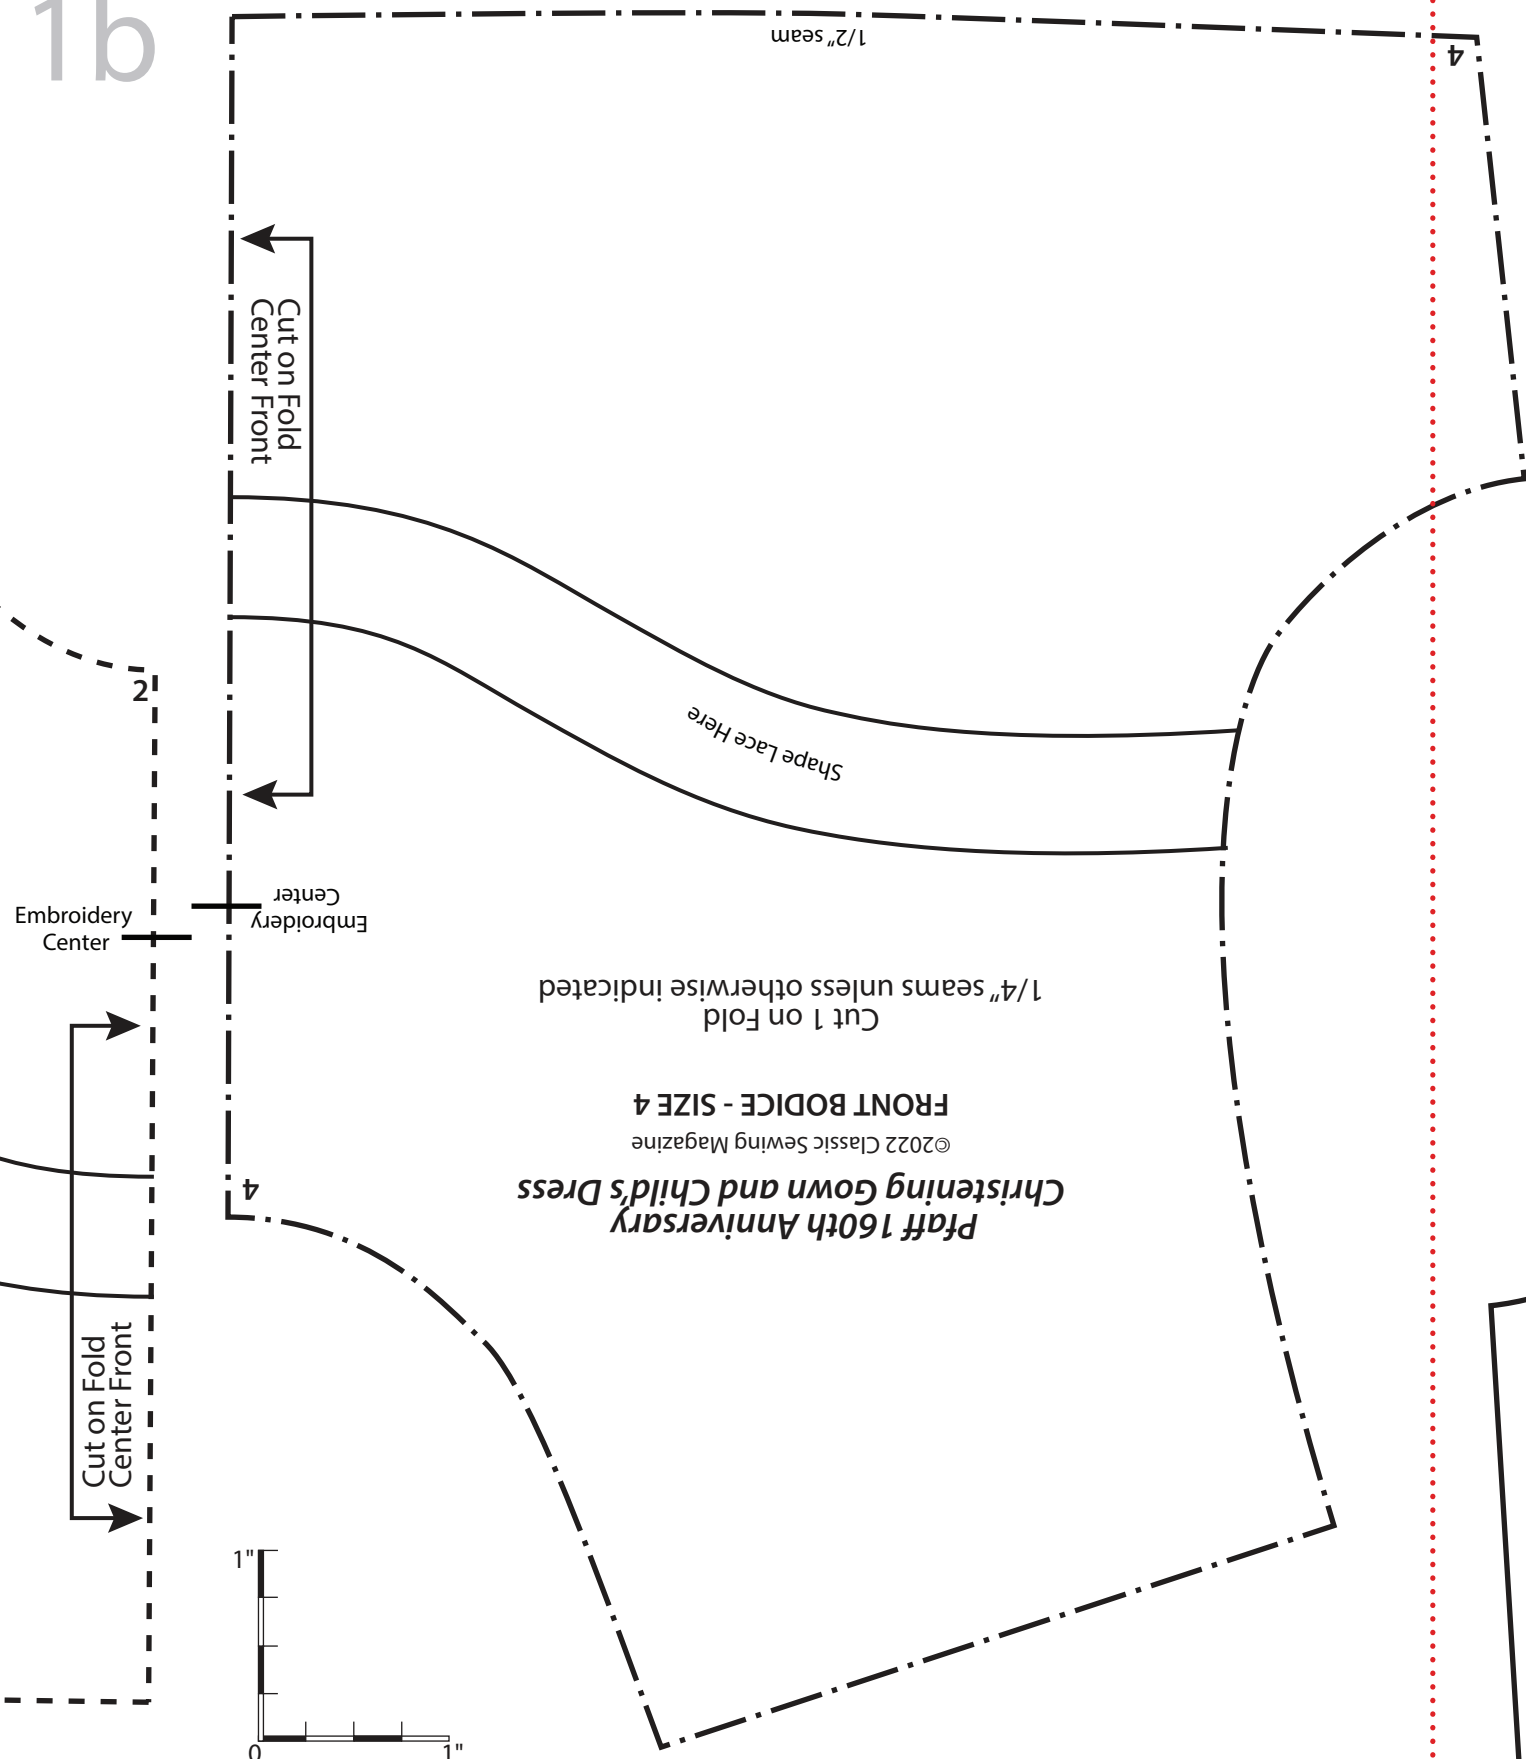 1b
1/2" seam
4
Cut on Fold
Center Front
2
Shape Lace Here
Embroidery
Center
Embroidery
Center
Pfaff 160th Anniversary
Christening Gown and Child's Dress
©2022 Classic Sewing Magazine
FRONT BODICE - SIZE 4
Cut 1 on Fold
1/4" seams unless otherwise indicated
4
Cut on Fold
Center Front
1"
0
1"